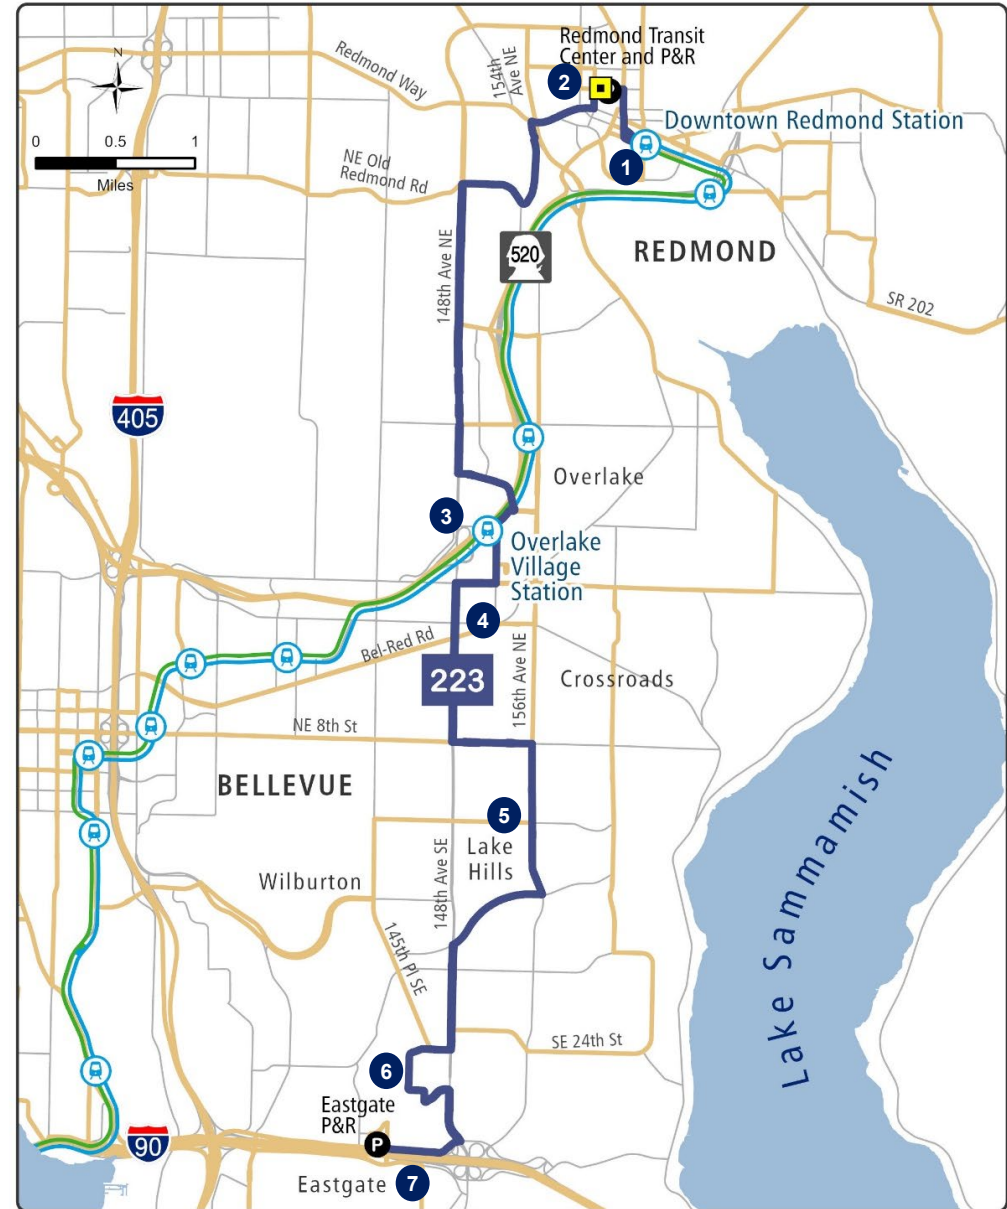 Redmond Transit
Center and P&R
2
N
Redmond Way
154th
Ave NE
Downtown Redmond Station
1
0 0.5 1
Miles
NE Old
Redmond Rd
148th Ave NE
520
REDMOND
SR 202
405
Overlake
3
Overlake
Village
Station
4
Bel-Red Rd
156th Ave NE
223
Crossroads
NE 8th St
BELLEVUE
5
Lake
Hills
148th Ave SE
Wilburton
Lake Sammamish
145th Pl SE
SE 24th St
6
Eastgate
P&R
P
90
Eastgate
7